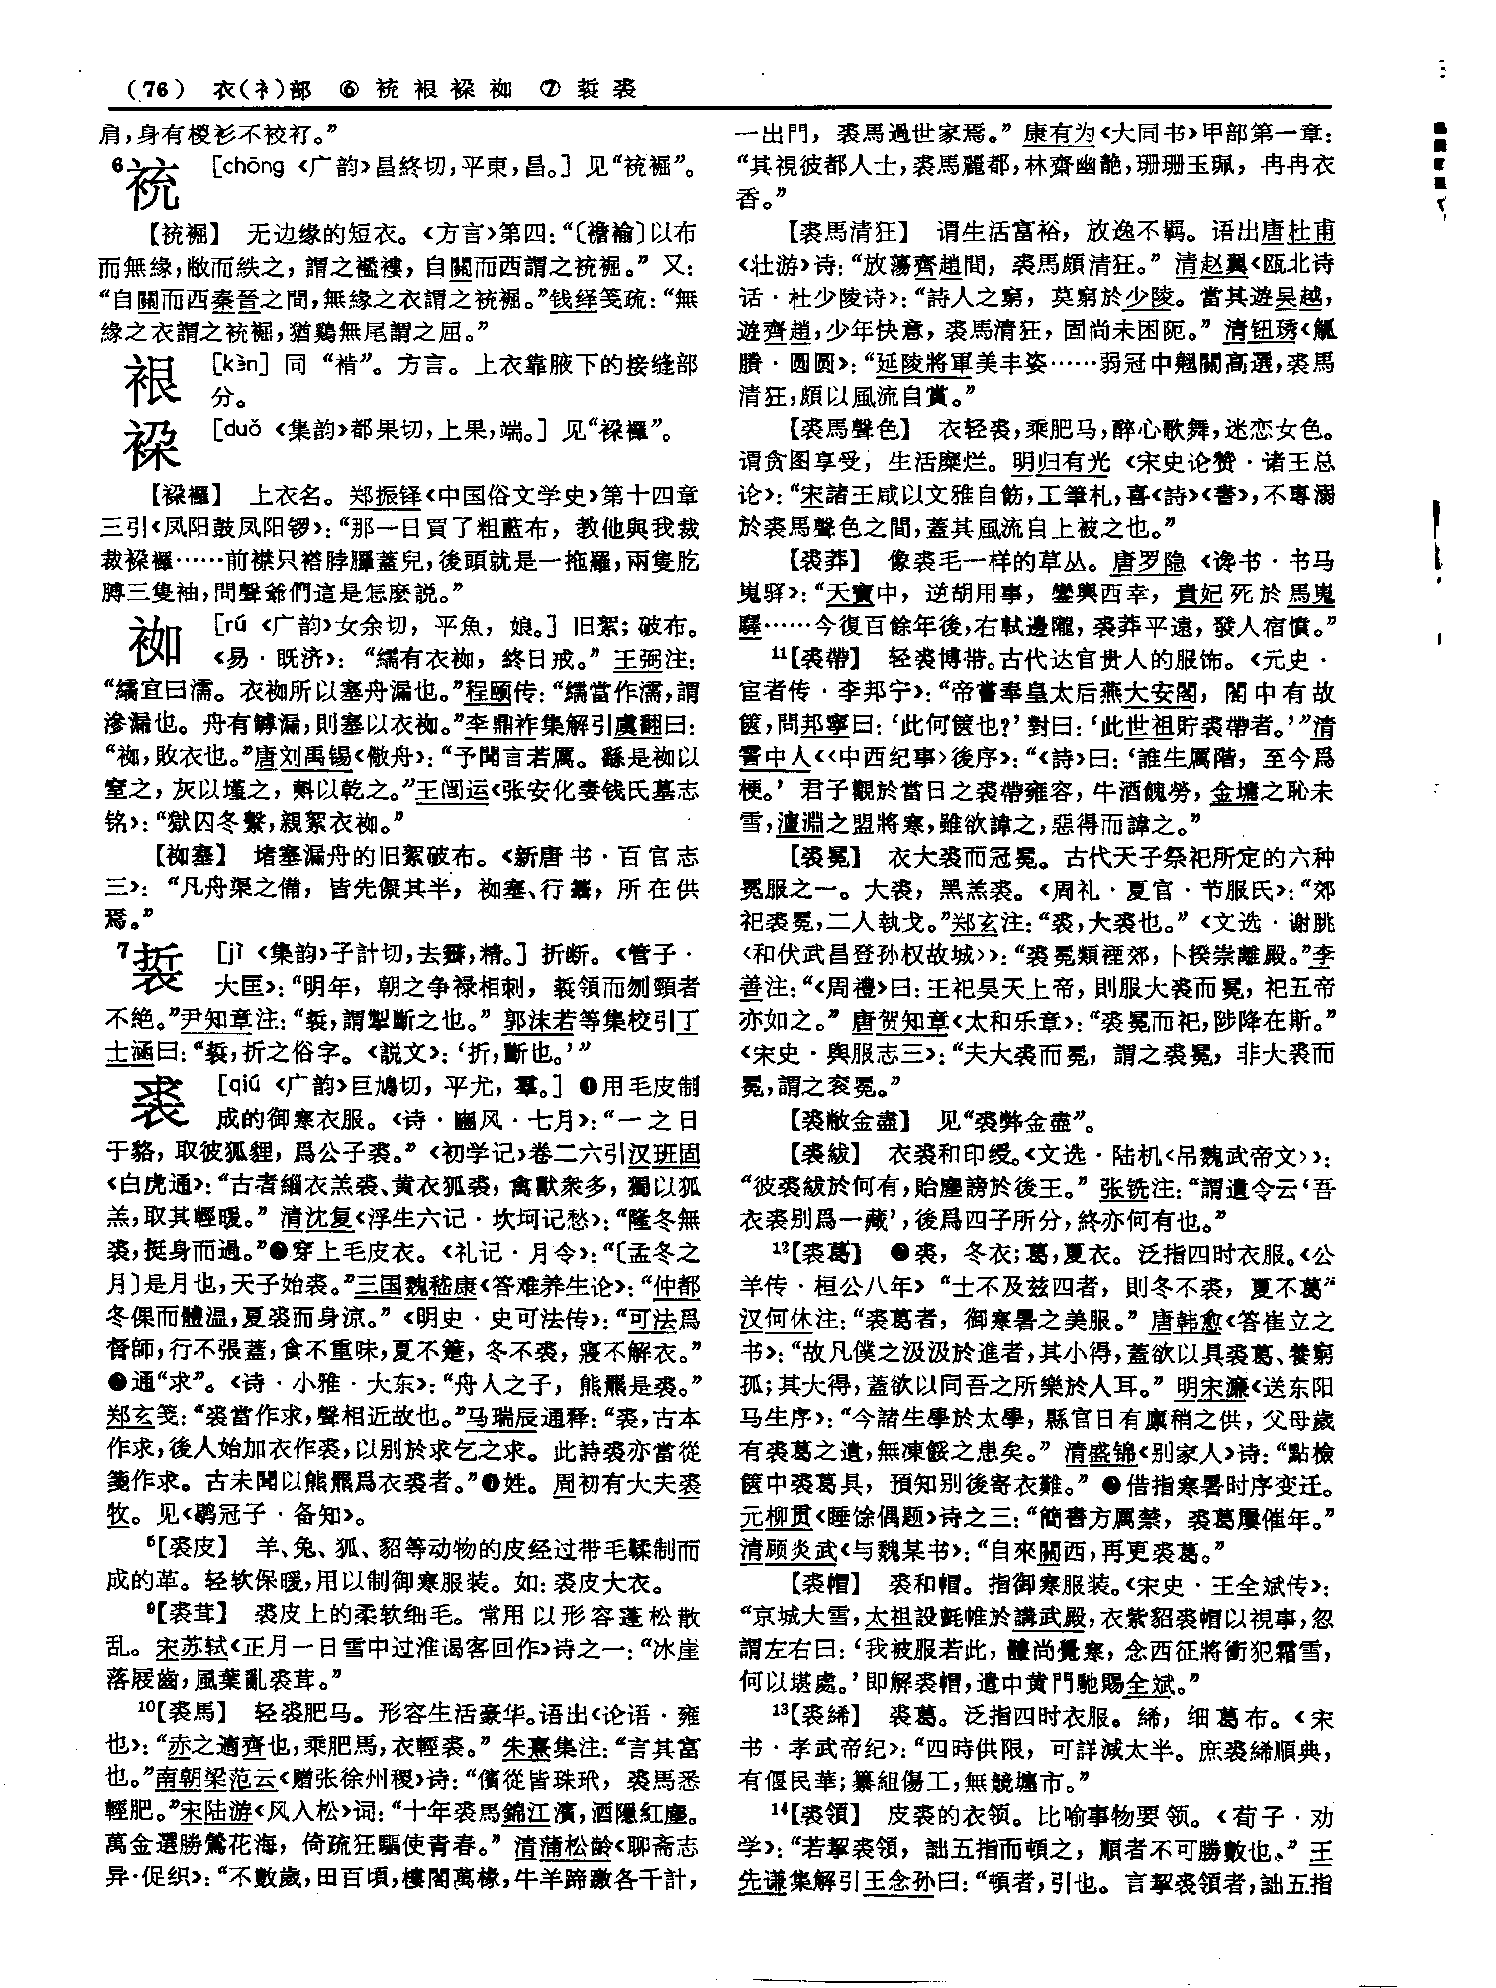 (76) 衣(衤)部 ⑥ 裗 裉 𧙤 袽 ⑦ 裚 裘
肩,身有椶衫不衱䘡。”
6 [chōng 〈广韵〉昌終切,平東,昌。] 见“䘪裾”。
【䘪裾】 无边缘的短衣。《方言》第四:“〔襜褕〕以布
而無緣,敝而紩之,謂之襤褸,自關而西謂之䘪裾。”又:
“自關而西秦晉之間,無緣之衣謂之䘪裾。”钱绎笺疏:“無
緣之衣謂之䘪裾,猶鷄無尾謂之屈。”
裉 [kèn] 同“褃”。方言。上衣靠腋下的接缝部
分。
[duǒ 《集韵》都果切,上果,端。]
上衣名。郑振铎《中国俗文学史》第十四章
三引《凤阳鼓凤阳锣》:“那一日買了粗藍布,教他與我裁
裁……前襟只褡脖臞蓋兒,後頭就是一拖羅,兩隻肐
膊三隻袖,問聲爺們這是怎麽説。”
袽 [rú 《广韵》女余切,平魚,娘。] 旧絮;破布。
《易·既济》:“繻有衣袽,終日戒。”王弼注:
“繻宜曰濡。衣袽所以塞舟漏也。”程颐传:“繻當作濡,謂
滲漏也。舟有罅漏,則塞以衣袽。”李鼎祚集解引虞翻曰:
“袽,敗衣也。”唐刘禹锡《儆舟》:“予聞言若厲。繇是袽以
窒之,灰以墐之,斞以乾之。”王闿运《张安化妻钱氏墓志
铭》:“獄囚冬繫,親絮衣袽。”
【袽塞】 堵塞漏舟的旧絮破布。《新唐书·百官志
三》:“凡舟渠之備,皆先儗其半,袽塞、行䉡,所在供
焉。”
7 裚 [jì 《集韵》子計切,去霽,精。] 折断。《管子·
大匡》:“明年,朝之争禄相刺,裚領而刎頸者
不絶。”尹知章注:“裚,謂掣斷之也。”郭沫若等集校引丁
士涵曰:“裚,折之俗字。《説文》:‘折,斷也。’”
裘 [qiú 《广韵》巨鳩切,平尤,羣。] ❶用毛皮制
成的御寒衣服。《诗·豳风·七月》:“一之日
于貉,取彼狐貍,爲公子裘。”《初学记》卷二六引汉班固
《白虎通》:“古者緇衣羔裘、黄衣狐裘,禽獸衆多,獨以狐
羔,取其輕暖。”清沈复《浮生六记·坎坷记愁》:“隆冬無
裘,挺身而過。”❷穿上毛皮衣。《礼记·月令》:“〔孟冬之
月〕是月也,天子始裘。”三国魏嵇康《答难养生论》:“仲都
冬倮而體温,夏裘而身涼。”《明史·史可法传》:“可法爲
督師,行不張蓋,食不重味,夏不箑,冬不裘,寢不解衣。”
❸通“求”。《诗·小雅·大东》:“舟人之子,熊羆是裘。”
郑玄笺:“裘當作求,聲相近故也。”马瑞辰通释:“裘,古本
作求,後人始加衣作裘,以别於求乞之求。此詩裘亦當從
箋作求。古未聞以熊羆爲衣裘者。”❹姓。周初有大夫裘
牧。见《鹖冠子·备知》。
5【裘皮】 羊、兔、狐、貂等动物的皮经过带毛鞣制而
成的革。轻软保暖,用以制御寒服装。如:裘皮大衣。
9【裘茸】 裘皮上的柔软细毛。常用以形容蓬松散
乱。宋苏轼《正月一日雪中过淮谒客回作》诗之一:“冰崖
落屐齒,風葉亂裘茸。”
10【裘馬】 轻裘肥马。形容生活豪华。语出《论语·雍
也》:“赤之適齊也,乘肥馬,衣輕裘。”朱熹集注:“言其富
也。”南朝梁范云《赠张徐州稷》诗:“儐從皆珠玳,裘馬悉
輕肥。”宋陆游《风入松》词:“十年裘馬錦江濱,酒隱紅塵。
萬金選勝鶯花海,倚疏狂驅使青春。”清蒲松龄《聊斋志
异·促织》:“不數歲,田百頃,樓閣萬椽,牛羊蹄躈各千計,
一出門,裘馬過世家焉。”康有为《大同书》甲部第一章:
“其視彼都人士,裘馬麗都,林齋幽艷,珊珊玉珮,冉冉衣
香。”
【裘馬清狂】 谓生活富裕,放逸不羁。语出唐杜甫
《壮游》诗:“放蕩齊趙間,裘馬頗清狂。”清赵翼《瓯北诗
话·杜少陵诗》:“詩人之窮,莫窮於少陵。當其遊吴越,
遊齊趙,少年快意,裘馬清狂,固尚未困阨。”清钮琇《觚
賸·圆圆》:“延陵將軍美丰姿……弱冠中翹關高選,裘馬
清狂,頗以風流自賞。”
【裘馬聲色】 衣轻裘,乘肥马,醉心歌舞,迷恋女色。
谓贪图享受,生活糜烂。明归有光《宋史论赞·诸王总
论》:“宋諸王咸以文雅自飭,工筆札,喜《詩》《書》,不專溺
於裘馬聲色之間,蓋其風流自上被之也。”
【裘莽】 像裘毛一样的草丛。唐罗隐《谗书·书马
嵬驿》:“天寶中,逆胡用事,鑾輿西幸,貴妃死於馬嵬
驛……今復百餘年後,右軾邊隴,裘莽平遠,發人宿憤。”
11【裘帶】 轻裘博带。古代达官贵人的服饰。《元史·
宦者传·李邦宁》:“帝嘗奉皇太后燕大安閣,閣中有故
篋,問邦寧曰:‘此何篋也?’對曰:‘此世祖貯裘帶者。’”清
霅中人《〈中西纪事〉後序》:“《詩》曰:‘誰生厲階,至今爲
梗。’君子觀於當日之裘帶雍容,牛酒餽勞,金墉之恥未
雪,澶淵之盟將寒,雖欲諱之,惡得而諱之。”
【裘冕】 衣大裘而冠冕。古代天子祭祀所定的六种
冕服之一。大裘,黑羔裘。《周礼·夏官·节服氏》:“郊
祀裘冕,二人執戈。”郑玄注:“裘,大裘也。”《文选·谢朓
〈和伏武昌登孙权故城〉》:“裘冕類禋郊,卜揆崇離殿。”李
善注:“《周禮》曰:王祀昊天上帝,則服大裘而冕,祀五帝
亦如之。”唐贺知章《太和乐章》:“裘冕而祀,陟降在斯。”
《宋史·舆服志三》:“夫大裘而冕,謂之裘冕,非大裘而
冕,謂之衮冕。”
【裘敝金盡】 见“裘弊金盡”。
【裘紱】 衣裘和印绶。《文选·陆机〈吊魏武帝文〉》:
“彼裘紱於何有,貽塵謗於後王。”张铣注:“謂遺令云‘吾
衣裘别爲一藏’,後爲四子所分,終亦何有也。”
12【裘葛】 ❶裘,冬衣;葛,夏衣。泛指四时衣服。《公
羊传·桓公八年》“士不及兹四者,則冬不裘,夏不葛”
汉何休注:“裘葛者,御寒暑之美服。”唐韩愈《答崔立之
书》:“故凡僕之汲汲於進者,其小得,蓋欲以具裘葛、養窮
孤;其大得,蓋欲以同吾之所樂於人耳。”明宋濂《送东阳
马生序》:“今諸生學於太學,縣官日有廪稍之供,父母歲
有裘葛之遺,無凍餒之患矣。”清盛锦《别家人》诗:“點檢
篋中裘葛具,預知别後寄衣難。”❷借指寒暑时序变迁。
元柳贯《睡馀偶题》诗之三:“簡書方厲禁,裘葛屢催年。”
清顾炎武《与魏某书》:“自來關西,再更裘葛。”
【裘帽】 裘和帽。指御寒服装。《宋史·王全斌传》:
“京城大雪,太祖設氈帷於講武殿,衣紫貂裘帽以視事,忽
謂左右曰:‘我被服若此,體尚覺寒,念西征將衝犯霜雪,
何以堪處。’即解裘帽,遣中黄門馳賜全斌。”
13【裘絺】 裘葛。泛指四时衣服。絺,细葛布。《宋
书·孝武帝纪》:“四時供限,可詳減太半。庶裘絺順典,
有偃民華;纂組傷工,無競壥市。”
14【裘領】 皮裘的衣领。比喻事物要领。《荀子·劝
学》:“若挈裘領,詘五指而頓之,順者不可勝數也。”王
先谦集解引王念孙曰:“頓者,引也。言挈裘領者,詘五指